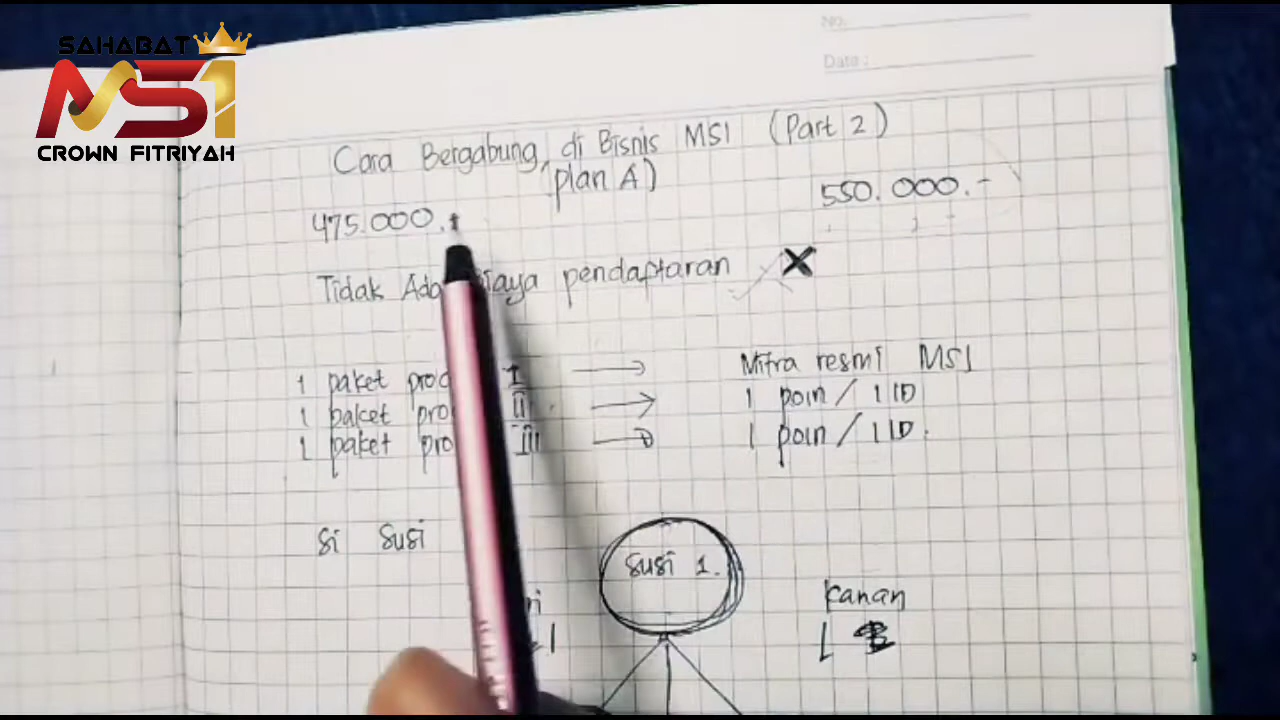 SAHABAT
MS1
CROWN FITRIYAH
No.
Date :
Cara Bergabung di Bisnis MSI (Part 2)
plan A)
475.000.
550.000.-
Tidak Ada pendaftaran
1 paket I → Mitra resmi MSI
1 paket II → 1 poin / 1 ID
1 paket III → 1 poin / 1 ID.
Si Susi
Susi 1.
kanan